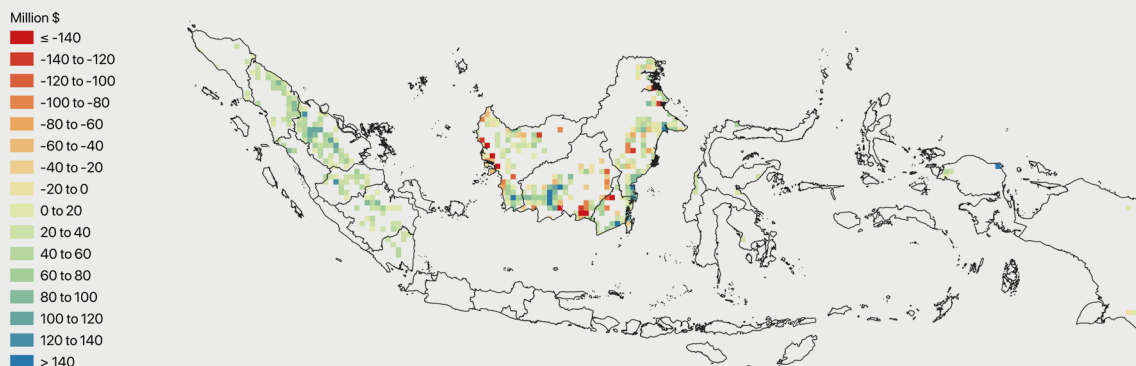 Million $
≤ -140
-140 to -120
-120 to -100
-100 to -80
-80 to -60
-60 to -40
-40 to -20
-20 to 0
0 to 20
20 to 40
40 to 60
60 to 80
80 to 100
100 to 120
120 to 140
> 140